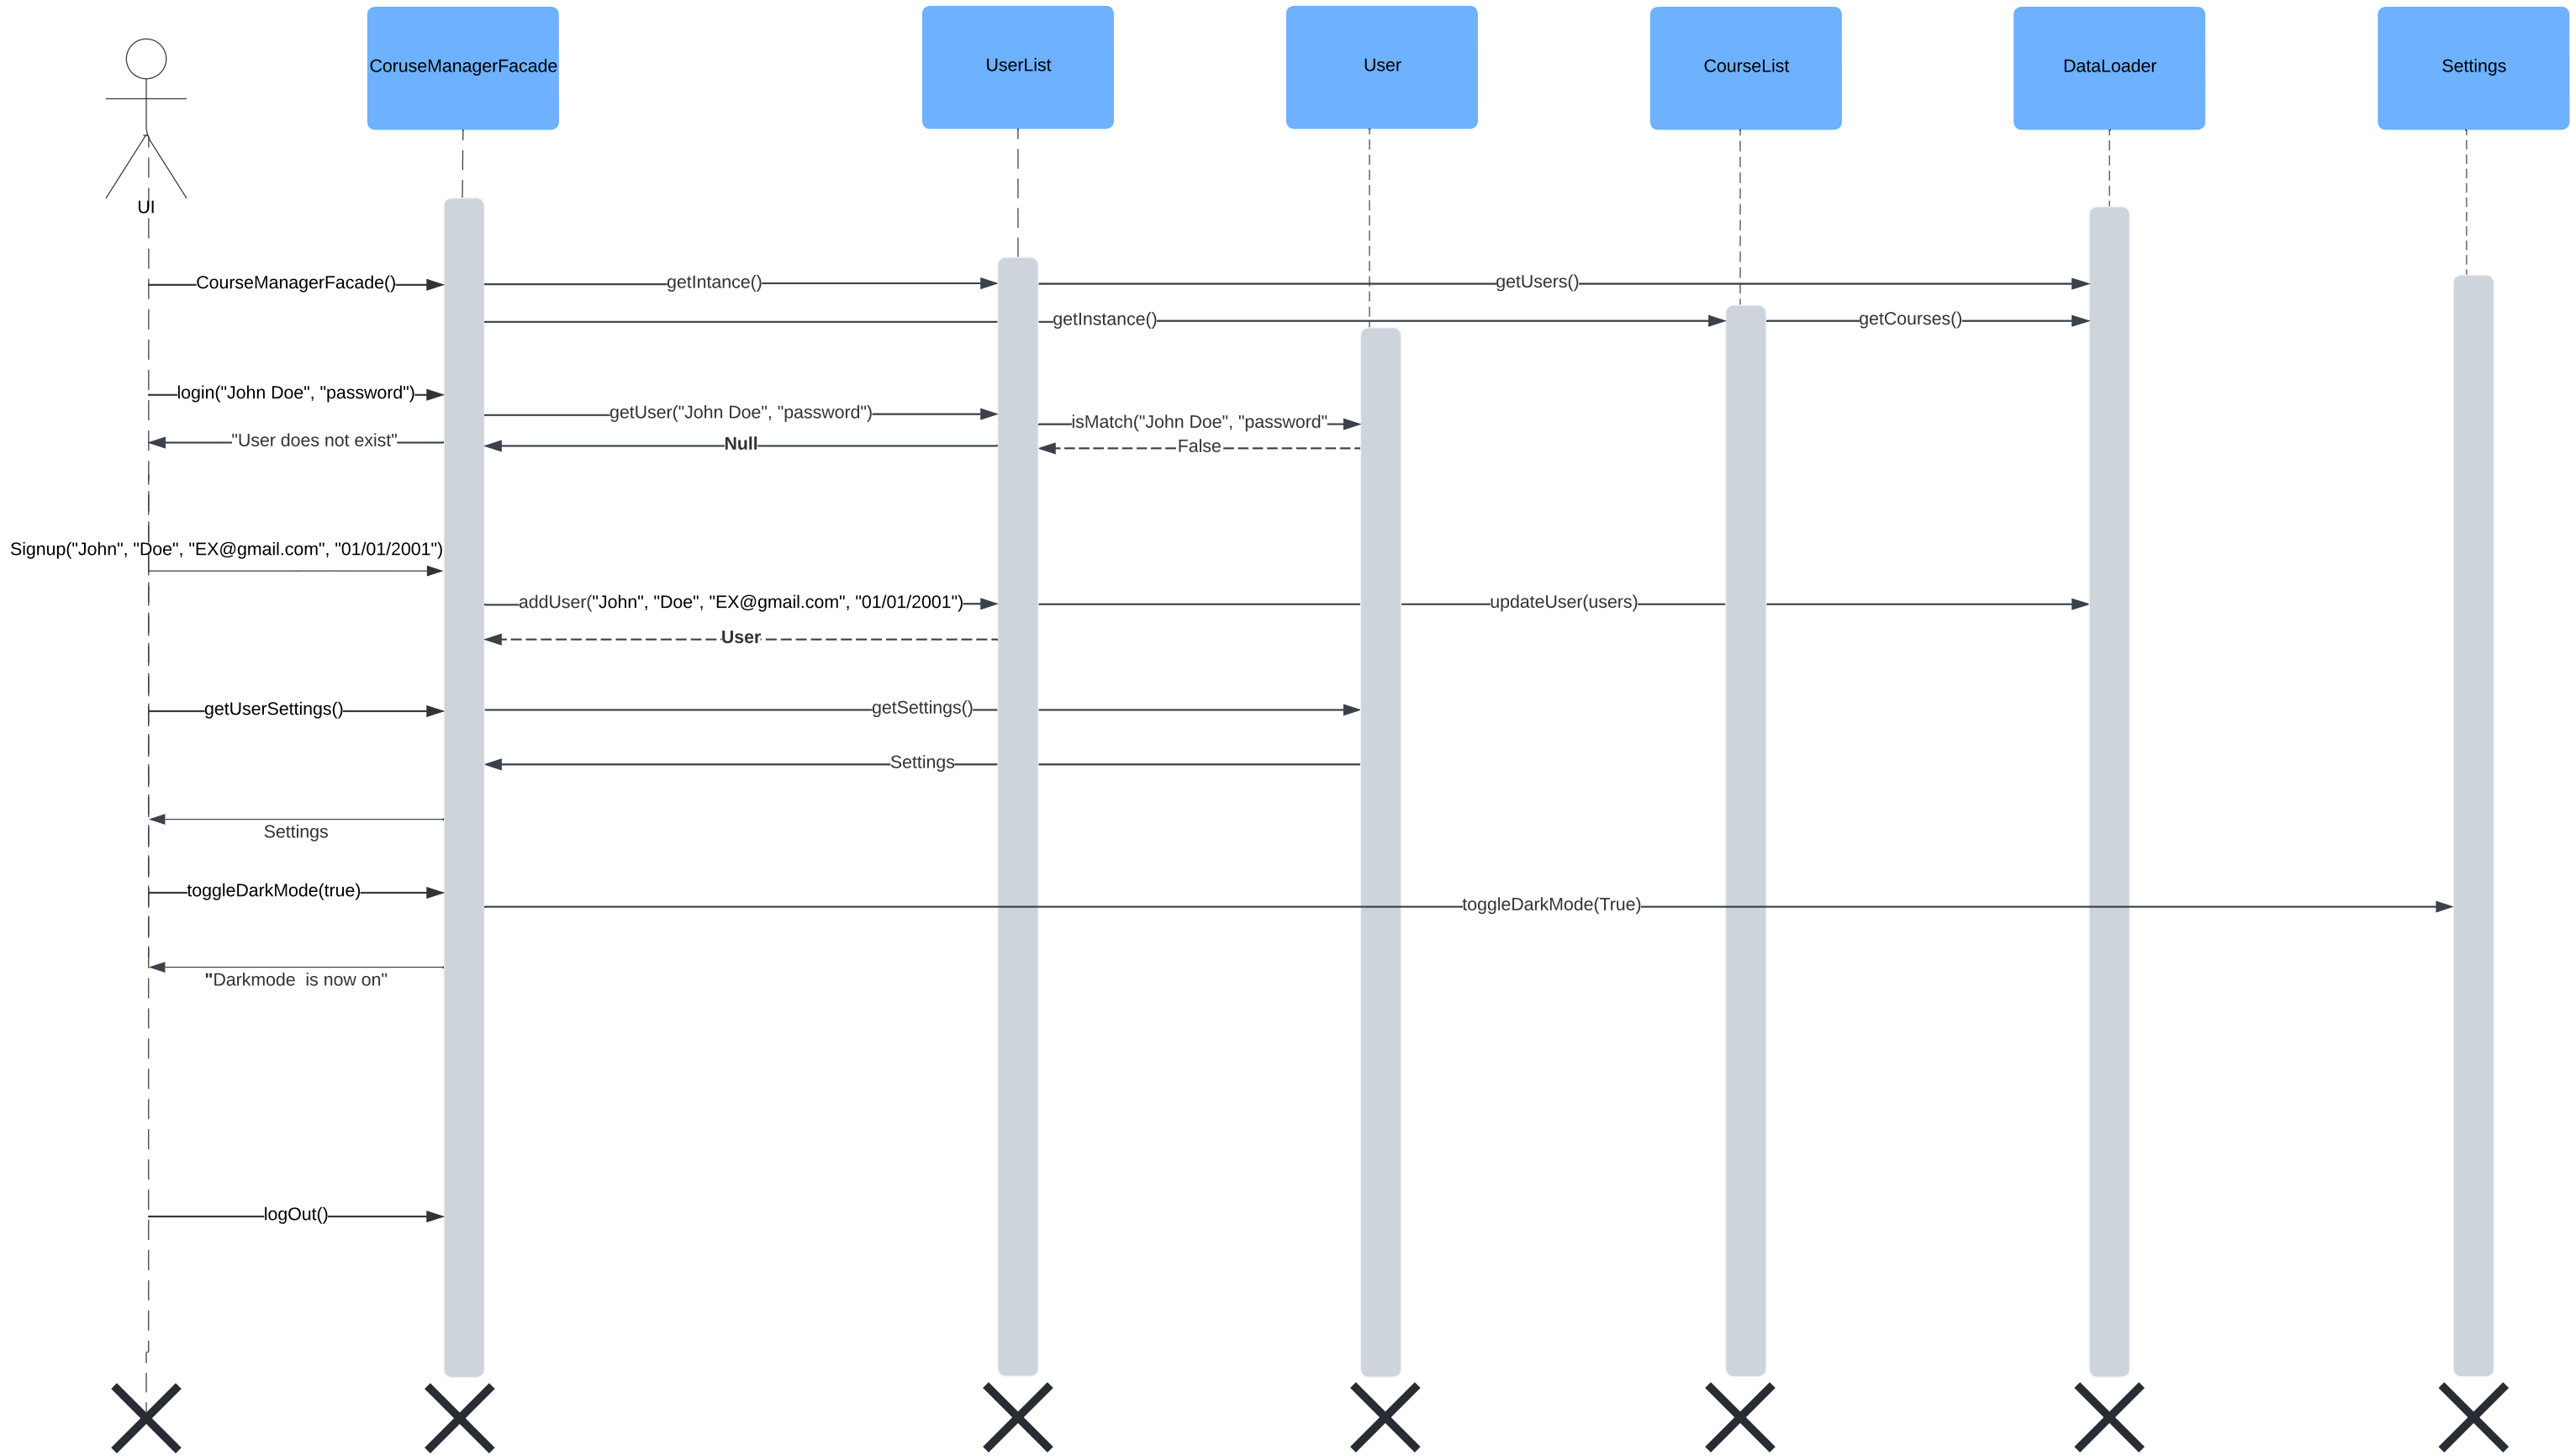 CoruseManagerFacade
UserList
User
CourseList
DataLoader
Settings
UI
CourseManagerFacade()
getIntance()
getUsers()
getInstance()
getCourses()
login("John Doe", "password")
getUser("John Doe", "password")
isMatch("John Doe", "password"
"User does not exist"
Null
False
Signup("John", "Doe", "EX@gmail.com", "01/01/2001")
addUser("John", "Doe", "EX@gmail.com", "01/01/2001")
updateUser(users)
User
getUserSettings()
getSettings()
Settings
Settings
toggleDarkMode(true)
toggleDarkMode(True)
"Darkmode  is now on"
logOut()